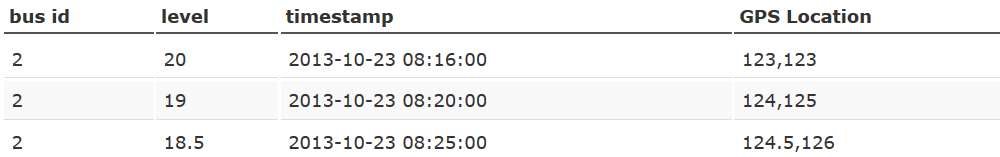 bus id level timestamp GPS Location
2 20 2013-10-23 08:16:00 123,123
2 19 2013-10-23 08:20:00 124,125
2 18.5 2013-10-23 08:25:00 124.5,126